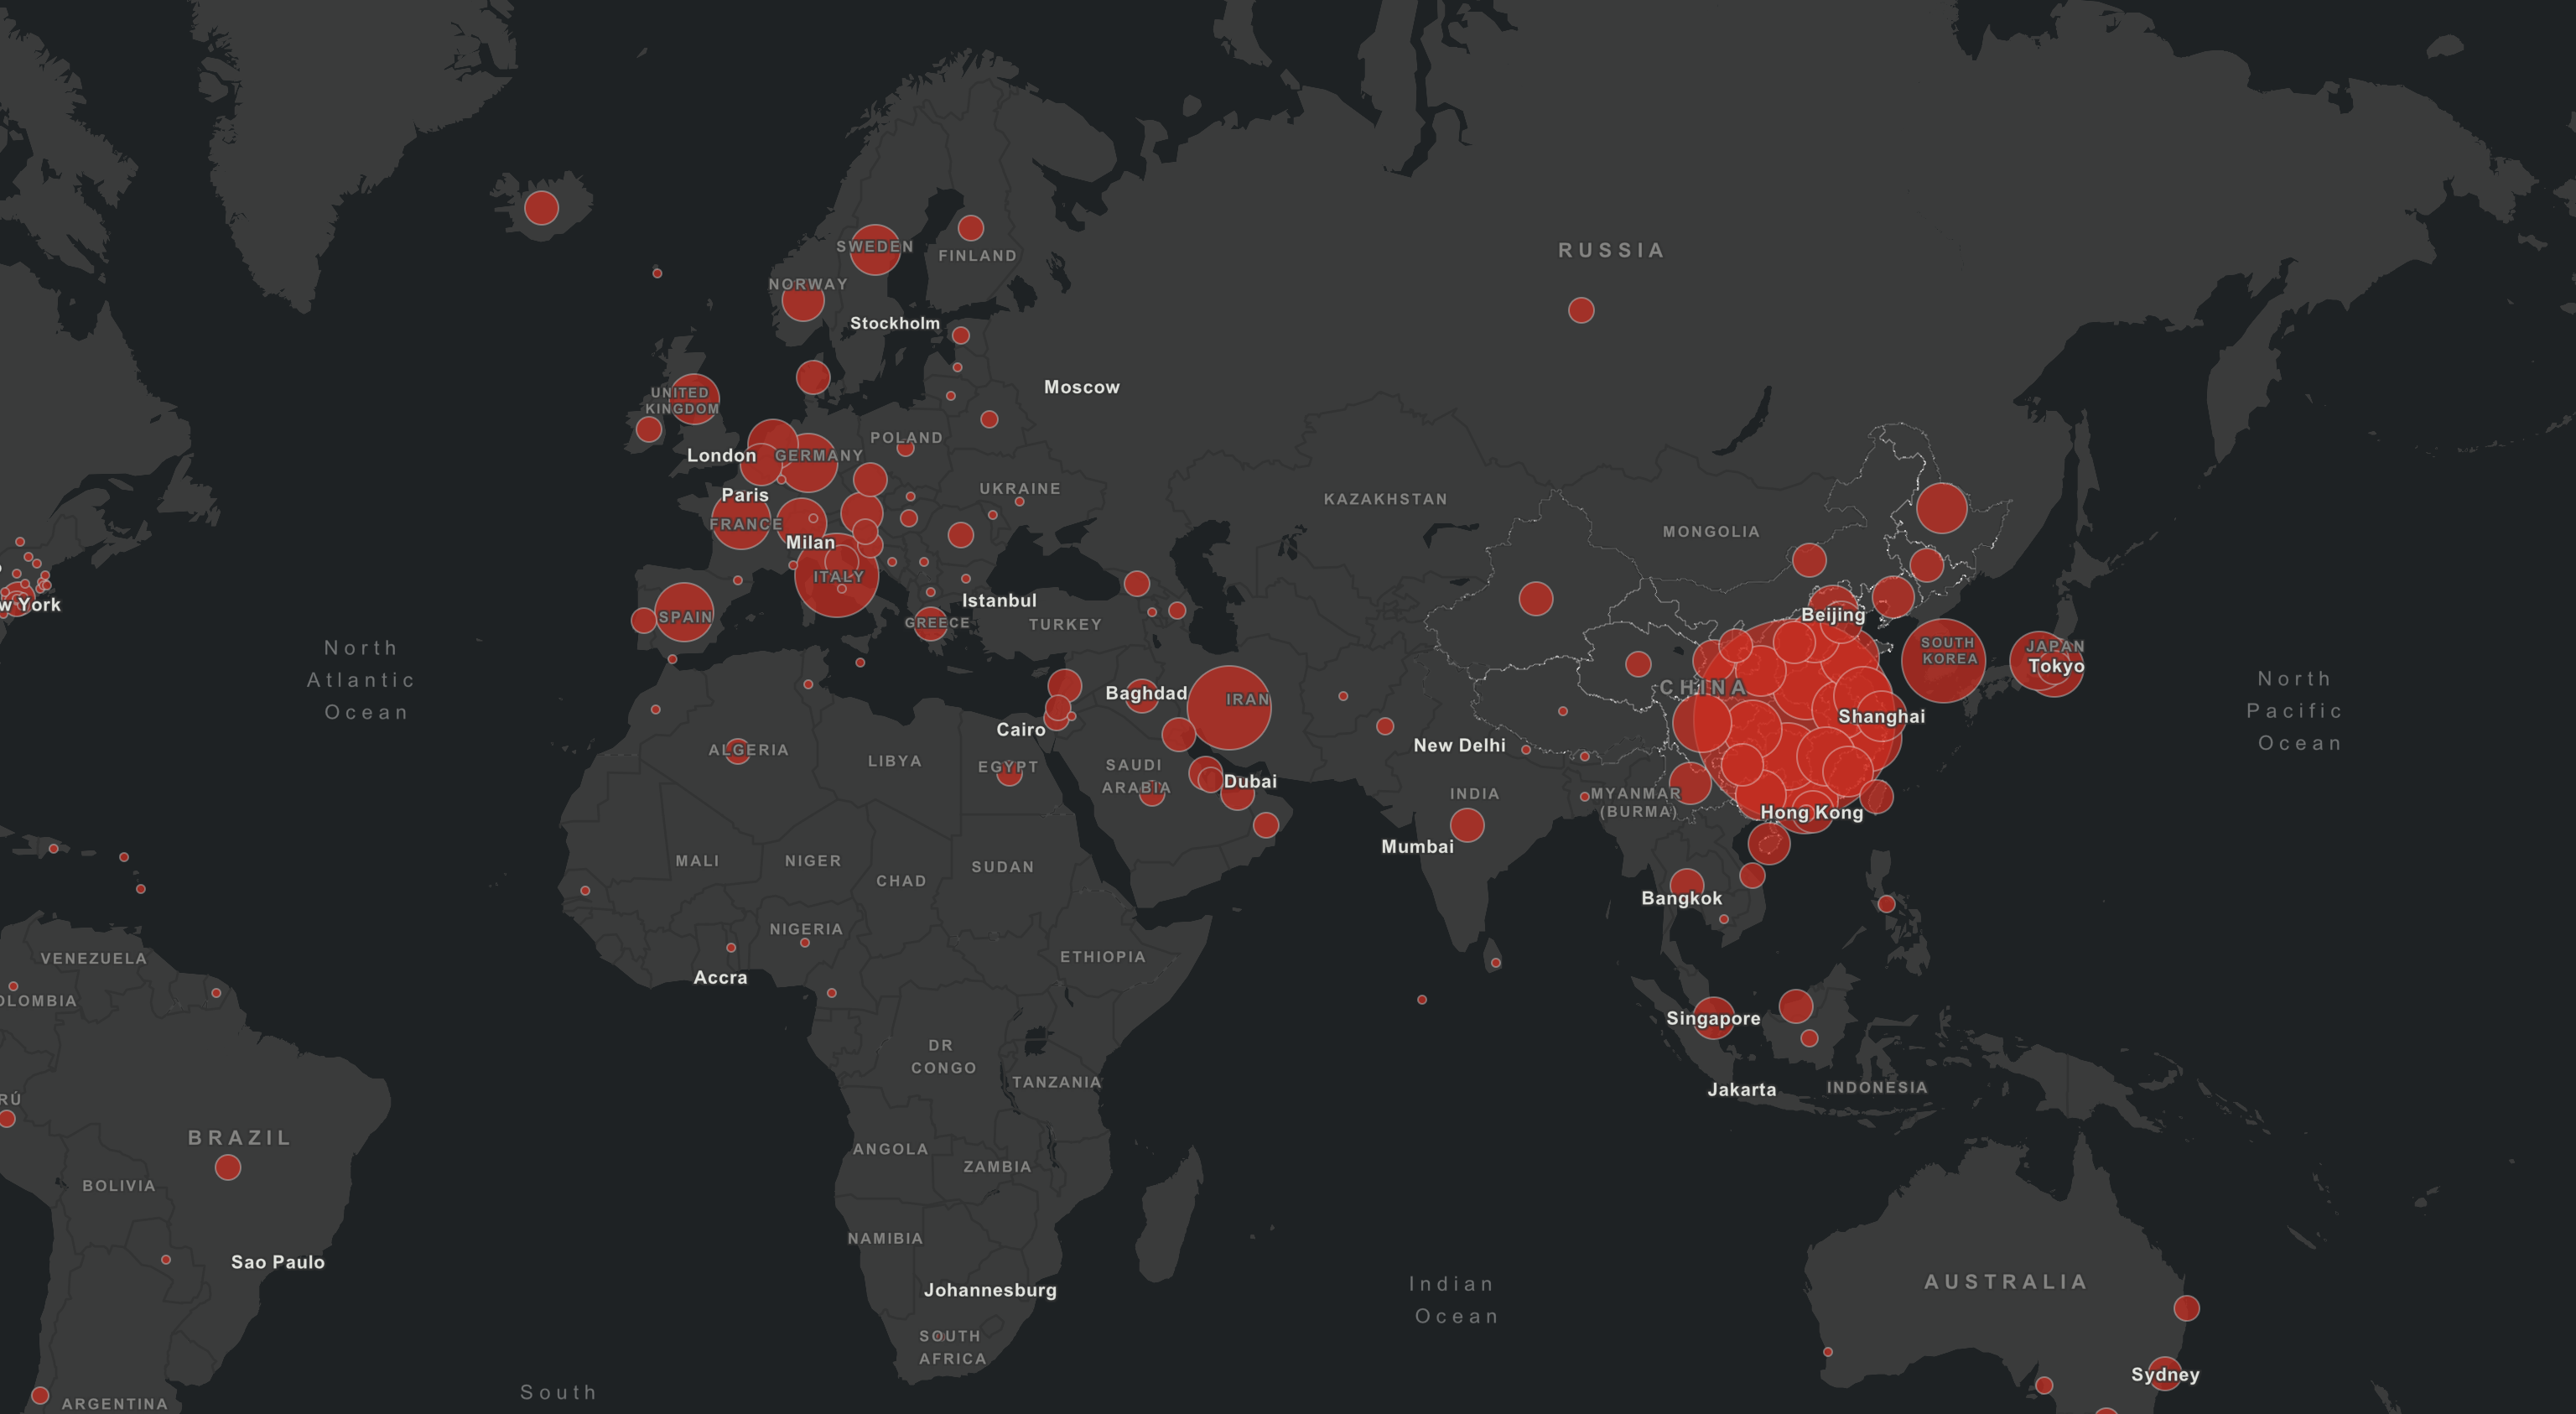 RUSSIA
SWEDEN
FINLAND
NORWAY
Stockholm
Moscow
UNITED
KINGDOM
POLAND
London
GERMANY
Paris
UKRAINE
KAZAKHSTAN
FRANCE
MONGOLIA
Milan
ITALY
w York
Istanbul
Beijing
SPAIN
GREECE
TURKEY
North
Atlantic
Ocean
SOUTH
KOREA
JAPAN
Tokyo
North
Pacific
Ocean
CHINA
Baghdad
IRAN
Shanghai
Cairo
New Delhi
ALGERIA
LIBYA
EGYPT
SAUDI
ARABIA
Dubai
INDIA
MYANMAR
(BURMA)
Hong Kong
Mumbai
MALI
NIGER
CHAD
SUDAN
Bangkok
NIGERIA
VENEZUELA
ETHIOPIA
Accra
OLOMBIA
Singapore
DR
CONGO
TANZANIA
Jakarta
INDONESIA
RÚ
BRAZIL
ANGOLA
ZAMBIA
BOLIVIA
NAMIBIA
Sao Paulo
Johannesburg
Indian
Ocean
AUSTRALIA
SOUTH
AFRICA
Sydney
South
ARGENTINA